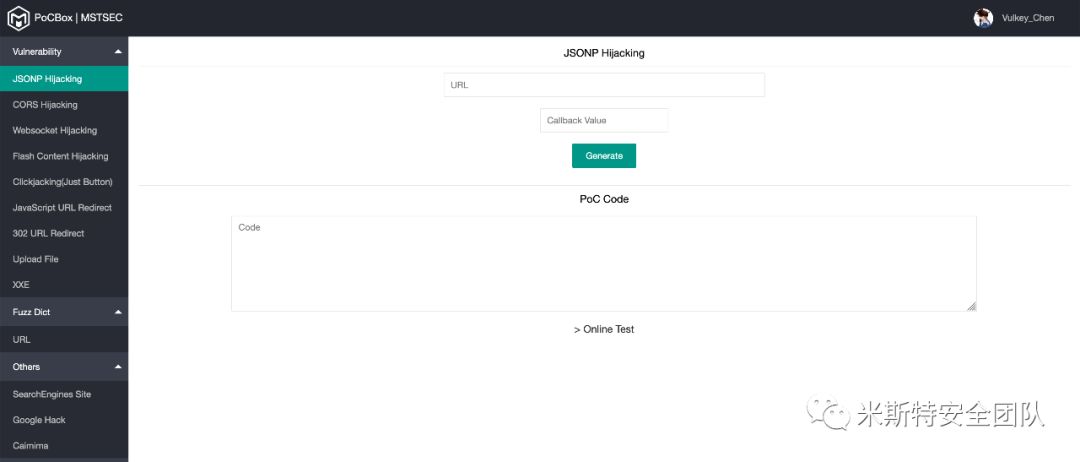 PoCBox | MSTSEC
Vulkey_Chen
Vulnerability
JSONP Hijacking
CORS Hijacking
Websocket Hijacking
Flash Content Hijacking
Clickjacking(Just Button)
JavaScript URL Redirect
302 URL Redirect
Upload File
XXE
Fuzz Dict
URL
Others
SearchEngines Site
Google Hack
Caimima
JSONP Hijacking
URL
Callback Value
Generate
PoC Code
Code
> Online Test
米斯特安全团队